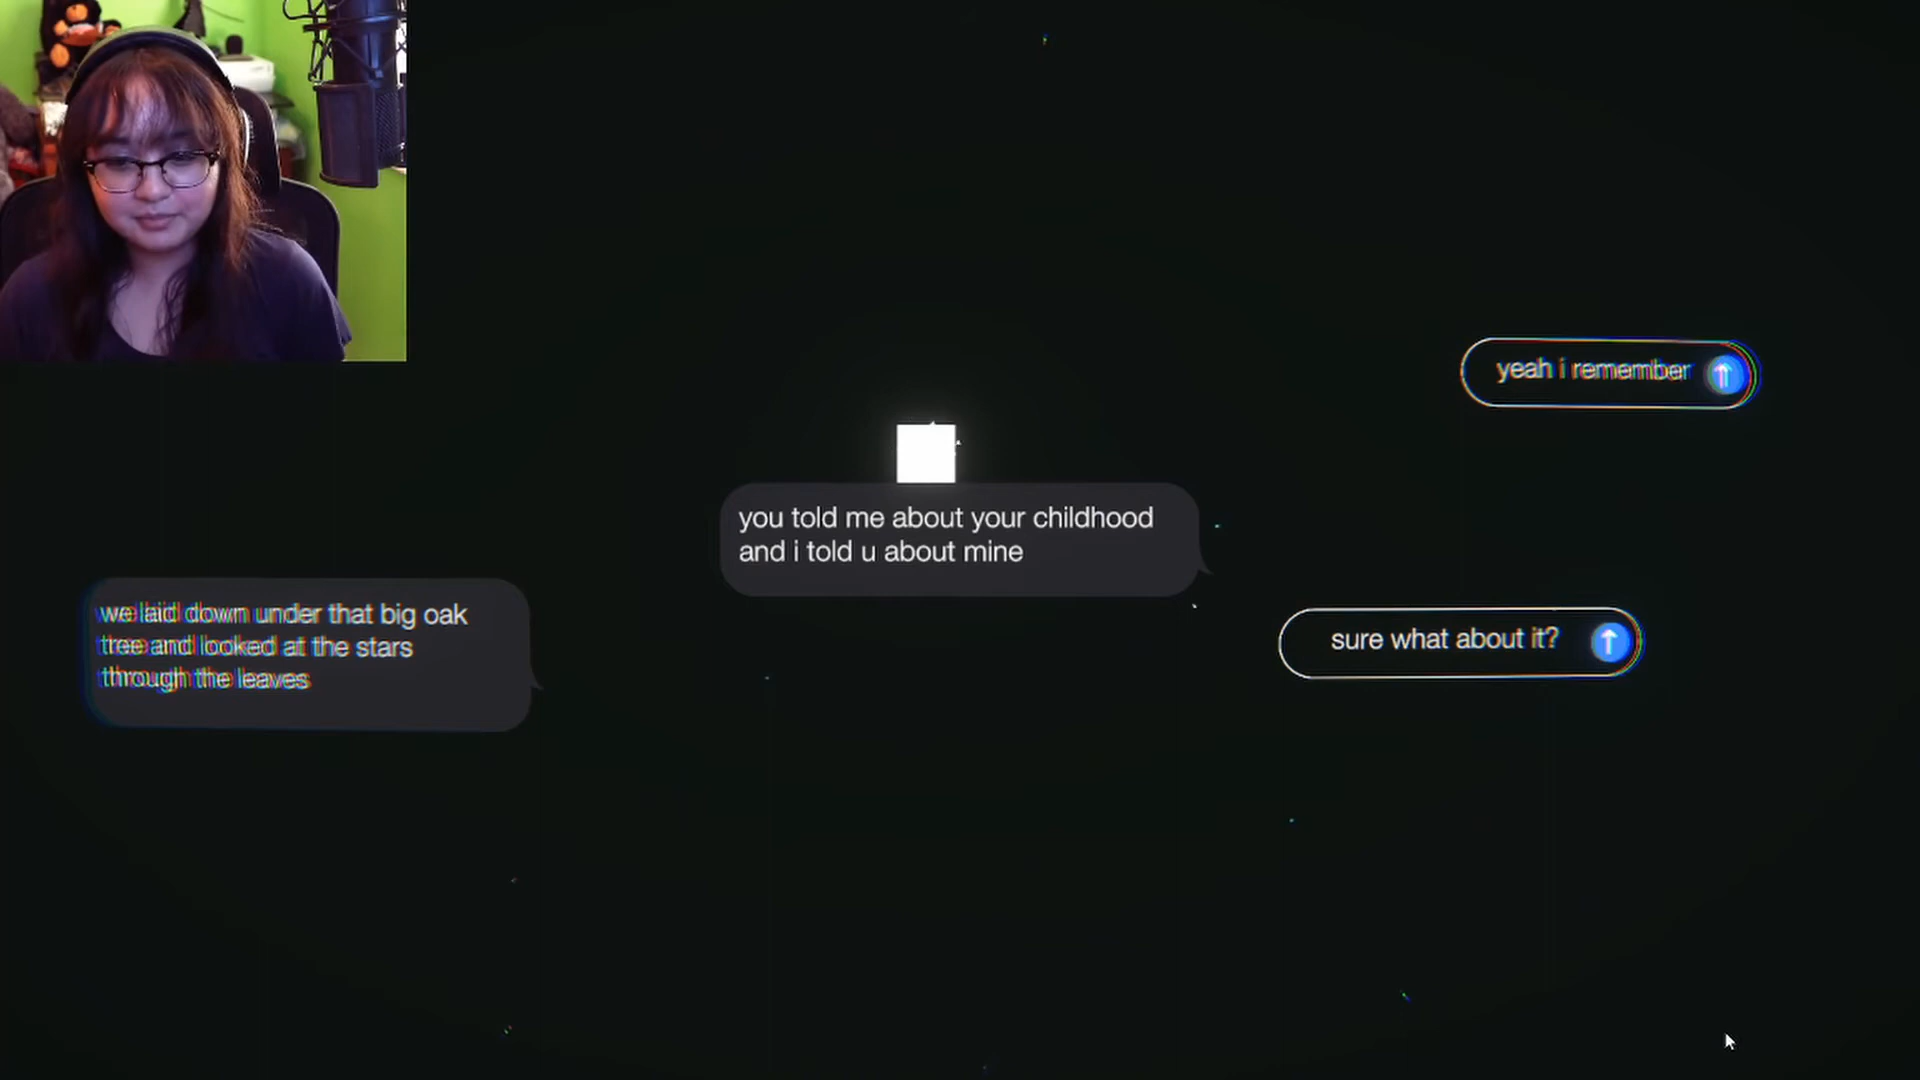 yeah i remember
you told me about your childhood
and i told u about mine
we laid down under that big oak
tree and looked at the stars
through the leaves
sure what about it?